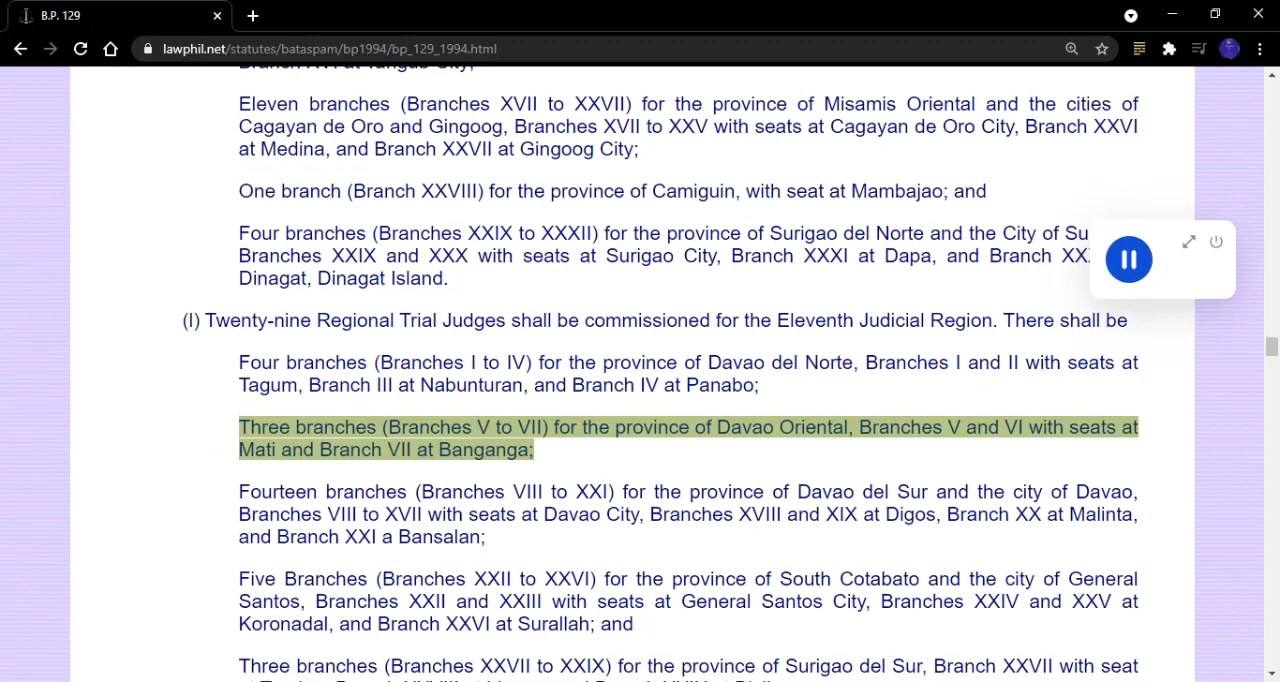 B.P. 129
lawphil.net/statutes/bataspam/bp1994/bp_129_1994.html
Branch XVI at Tangub City;
Eleven branches (Branches XVII to XXVII) for the province of Misamis Oriental and the cities of
Cagayan de Oro and Gingoog, Branches XVII to XXV with seats at Cagayan de Oro City, Branch XXVI
at Medina, and Branch XXVII at Gingoog City;
One branch (Branch XXVIII) for the province of Camiguin, with seat at Mambajao; and
Four branches (Branches XXIX to XXXII) for the province of Surigao del Norte and the City of Su
Branches XXIX and XXX with seats at Surigao City, Branch XXXI at Dapa, and Branch XX
Dinagat, Dinagat Island.
(l) Twenty-nine Regional Trial Judges shall be commissioned for the Eleventh Judicial Region. There shall be
Four branches (Branches I to IV) for the province of Davao del Norte, Branches I and II with seats at
Tagum, Branch III at Nabunturan, and Branch IV at Panabo;
Three branches (Branches V to VII) for the province of Davao Oriental, Branches V and VI with seats at
Mati and Branch VII at Banganga;
Fourteen branches (Branches VIII to XXI) for the province of Davao del Sur and the city of Davao,
Branches VIII to XVII with seats at Davao City, Branches XVIII and XIX at Digos, Branch XX at Malinta,
and Branch XXI a Bansalan;
Five Branches (Branches XXII to XXVI) for the province of South Cotabato and the city of General
Santos, Branches XXII and XXIII with seats at General Santos City, Branches XXIV and XXV at
Koronadal, and Branch XXVI at Surallah; and
Three branches (Branches XXVII to XXIX) for the province of Surigao del Sur, Branch XXVII with seat